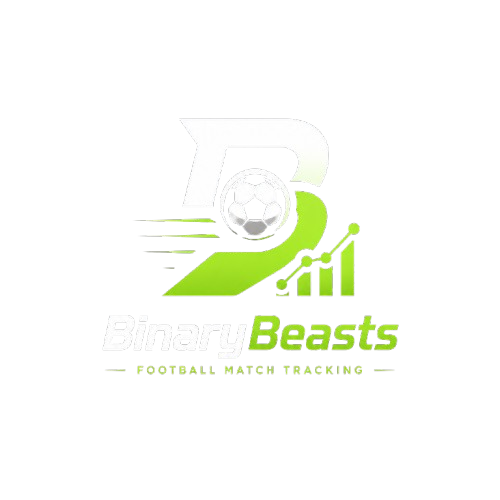 BinaryBeasts
FOOTBALL MATCH TRACKING